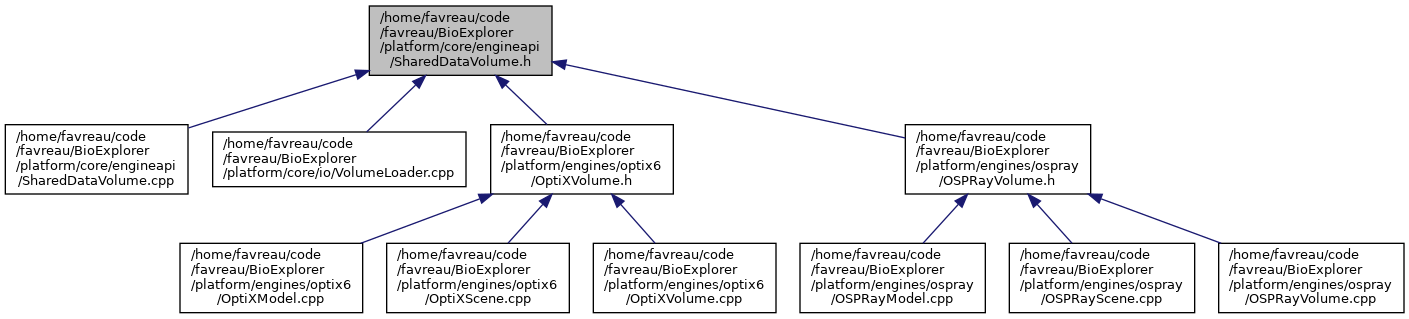 /home/favreau/code
/favreau/BioExplorer
/platform/core/engineapi
/SharedDataVolume.h
/home/favreau/code
/favreau/BioExplorer
/platform/core/engineapi
/SharedDataVolume.cpp
/home/favreau/code
/favreau/BioExplorer
/platform/core/io/VolumeLoader.cpp
/home/favreau/code
/favreau/BioExplorer
/platform/engines/optix6
/OptiXVolume.h
/home/favreau/code
/favreau/BioExplorer
/platform/engines/ospray
/OSPRayVolume.h
/home/favreau/code
/favreau/BioExplorer
/platform/engines/optix6
/OptiXModel.cpp
/home/favreau/code
/favreau/BioExplorer
/platform/engines/optix6
/OptiXScene.cpp
/home/favreau/code
/favreau/BioExplorer
/platform/engines/optix6
/OptiXVolume.cpp
/home/favreau/code
/favreau/BioExplorer
/platform/engines/ospray
/OSPRayModel.cpp
/home/favreau/code
/favreau/BioExplorer
/platform/engines/ospray
/OSPRayScene.cpp
/home/favreau/code
/favreau/BioExplorer
/platform/engines/ospray
/OSPRayVolume.cpp